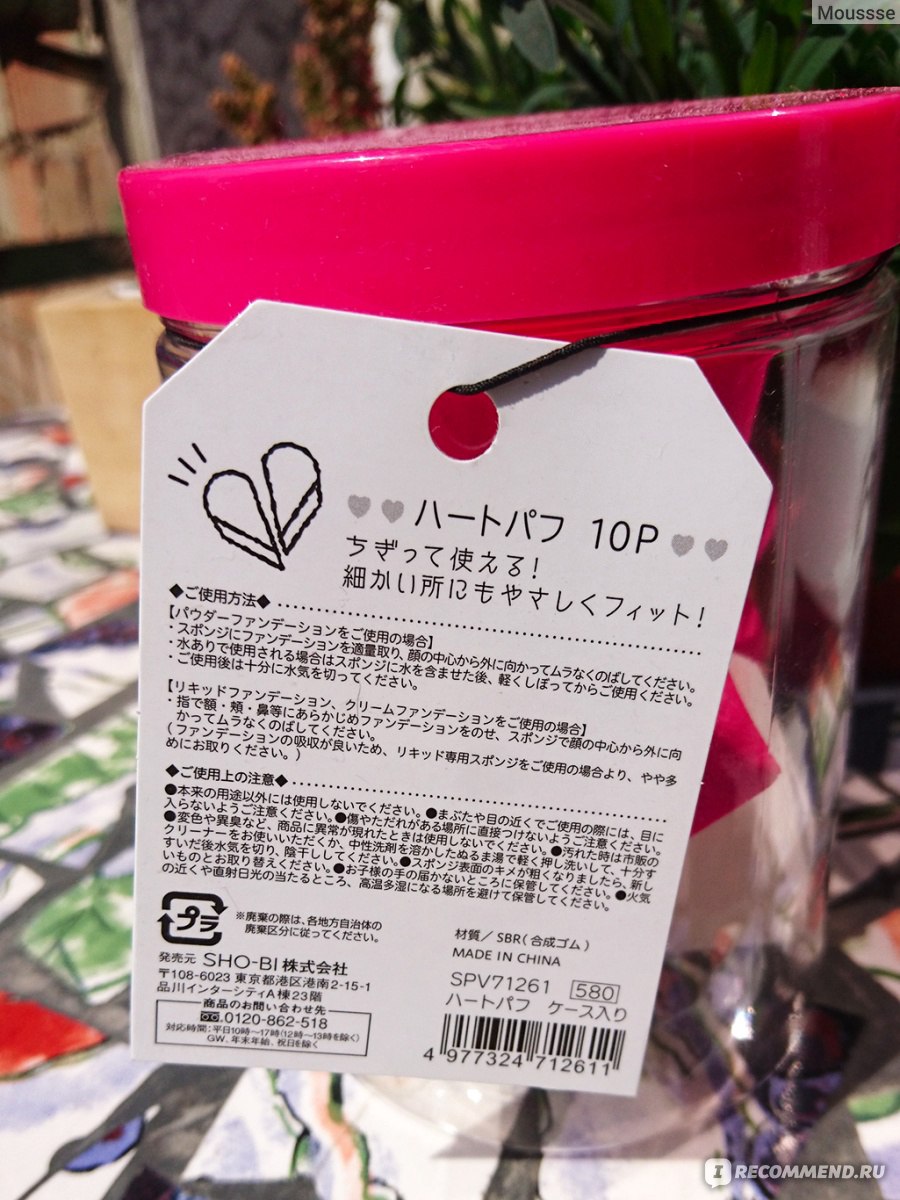 Moussse
ハートパフ 10P
ちぎって使える!
細かい所にもやさしくフィット!
◆ご使用方法◆
【パウダーファンデーションをご使用の場合】
・スポンジにファンデーションを適量取り、顔の中心から外に向かってムラなくのばしてください。
・水ありで使用される場合はスポンジに水を含ませた後、軽くしぼってからご使用ください。
・ご使用後は十分に水気を切ってください。
【リキッドファンデーション、クリームファンデーションをご使用の場合】
・指で額・頬・鼻等にあらかじめファンデーションをのせ、スポンジで顔の中心から外に向
かってムラなくのばしてください。
(ファンデーションの吸収が良いため、リキッド専用スポンジをご使用の場合より、やや多
めにお取りください。)
◆ご使用上の注意◆
●本来の用途以外には使用しないでください。●まぶたや目の近くでご使用の際には、目に
入らないようご注意ください。●傷やただれがある場所に直接つけないようご注意ください。
●変色や異臭など、商品に異常が現れたときは使用しないでください。●汚れた時は市販の
クリーナーをお使いいただくか、中性洗剤を溶かしたぬるま湯で軽く押し洗いして、十分す
すいだ後水気を切り、陰干ししてください。●スポンジ表面のキメが粗くなりましたら、新し
いものとお取り替えください。●お子様の手の届かないところに保管してください。●火気
の近くや直射日光の当たるところ、高温多湿になる場所を避けて保管してください。
プラ
※廃棄の際は、各地方自治体の
廃棄区分に従ってください。
発売元 SHO-BI株式会社
〒108-6023 東京都港区港南2-15-1
品川インターシティA棟23階
商品のお問い合わせ先
0120-862-518
対応時間:平日10時〜17時(12時〜13時を除く)
GW、年末年始、祝日を除く
材質/SBR(合成ゴム)
MADE IN CHINA
SPV71261 580
ハートパフ ケース入り
4 977324 712611
IRECOMMEND.RU